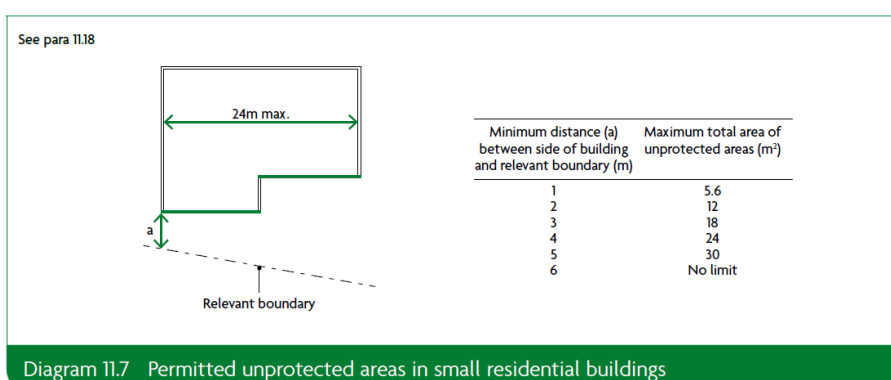 See para 11.18
24m max.
a
Relevant boundary
Minimum distance (a) Maximum total area of
between side of building unprotected areas (m²)
and relevant boundary (m)
1 5.6
2 12
3 18
4 24
5 30
6 No limit
Diagram 11.7 Permitted unprotected areas in small residential buildings